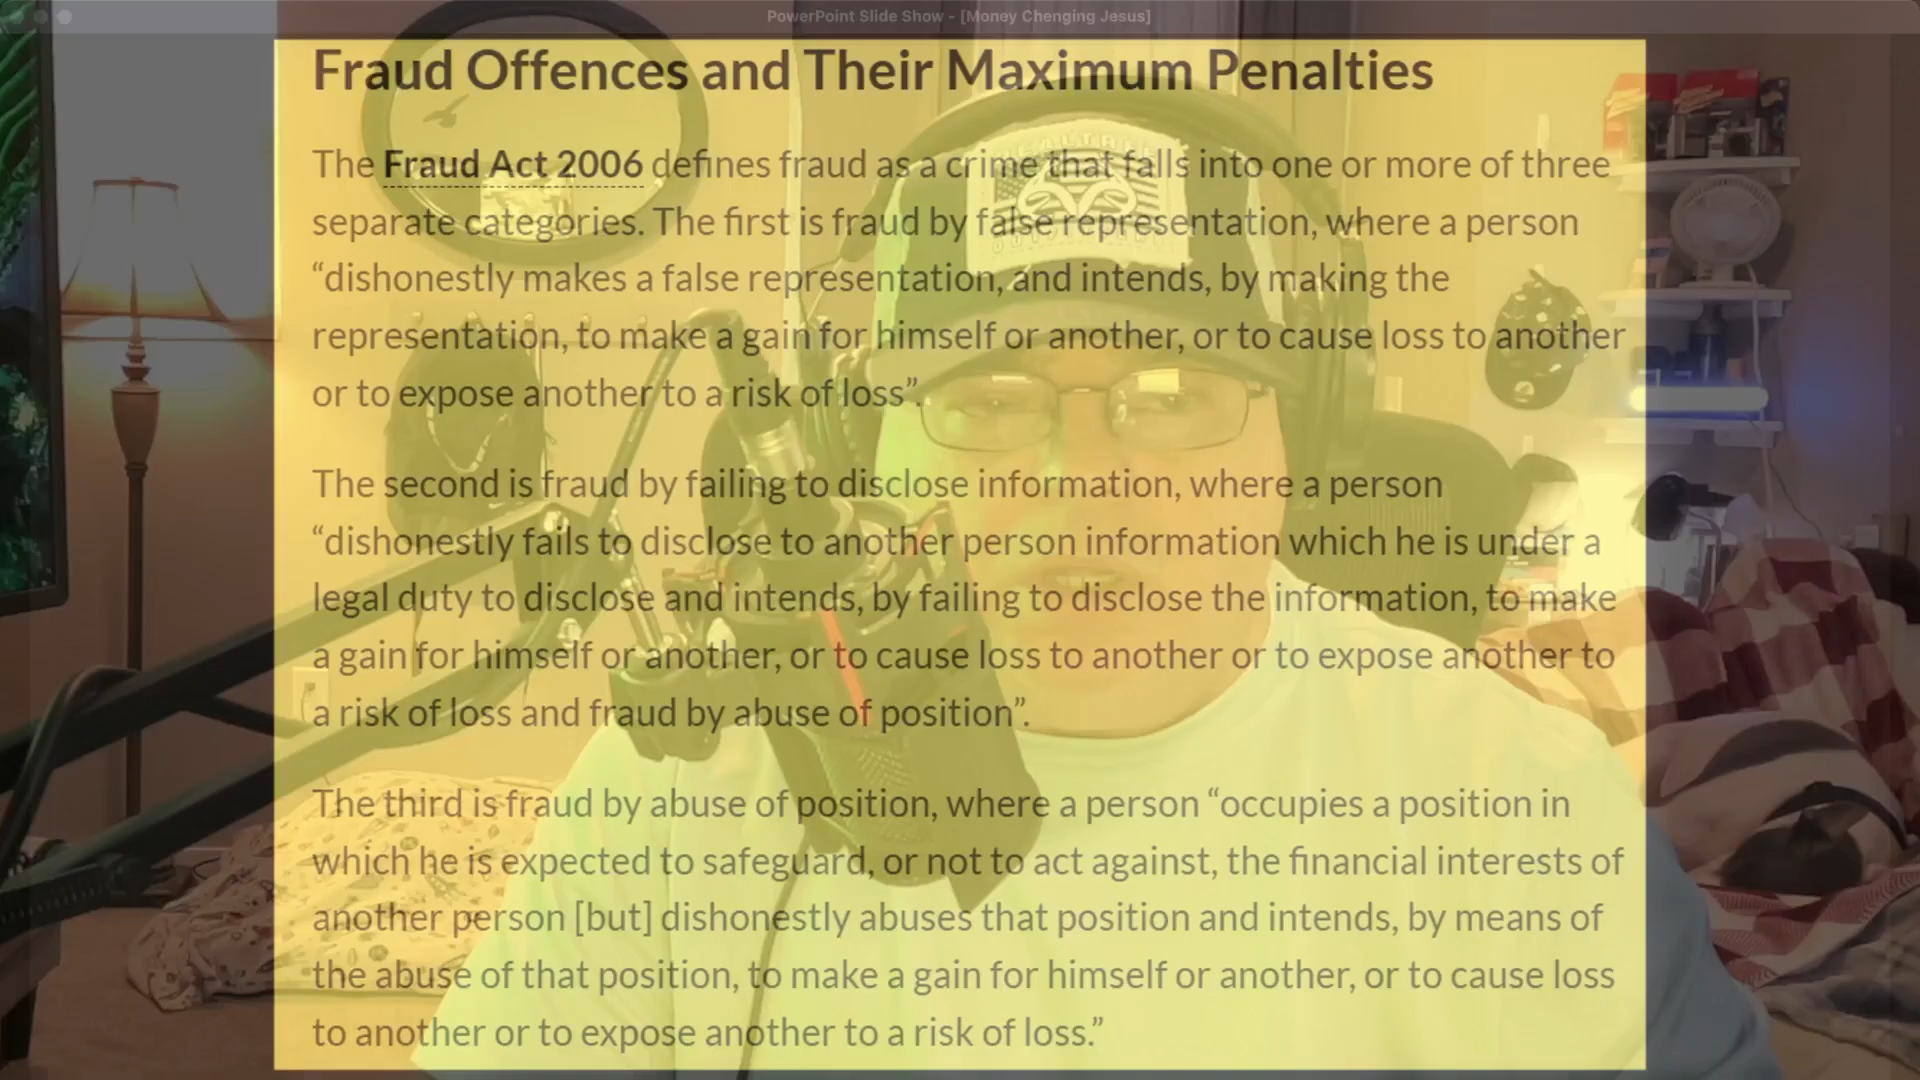 PowerPoint Slide Show - [Money Chenging Jesus]
Fraud Offences and Their Maximum Penalties
The Fraud Act 2006 defines fraud as a crime that falls into one or more of three
separate categories. The first is fraud by false representation, where a person
“dishonestly makes a false representation, and intends, by making the
representation, to make a gain for himself or another, or to cause loss to another
or to expose another to a risk of loss”.
The second is fraud by failing to disclose information, where a person
“dishonestly fails to disclose to another person information which he is under a
legal duty to disclose and intends, by failing to disclose the information, to make
a gain for himself or another, or to cause loss to another or to expose another to
a risk of loss and fraud by abuse of position”.
The third is fraud by abuse of position, where a person “occupies a position in
which he is expected to safeguard, or not to act against, the financial interests of
another person [but] dishonestly abuses that position and intends, by means of
the abuse of that position, to make a gain for himself or another, or to cause loss
to another or to expose another to a risk of loss.”